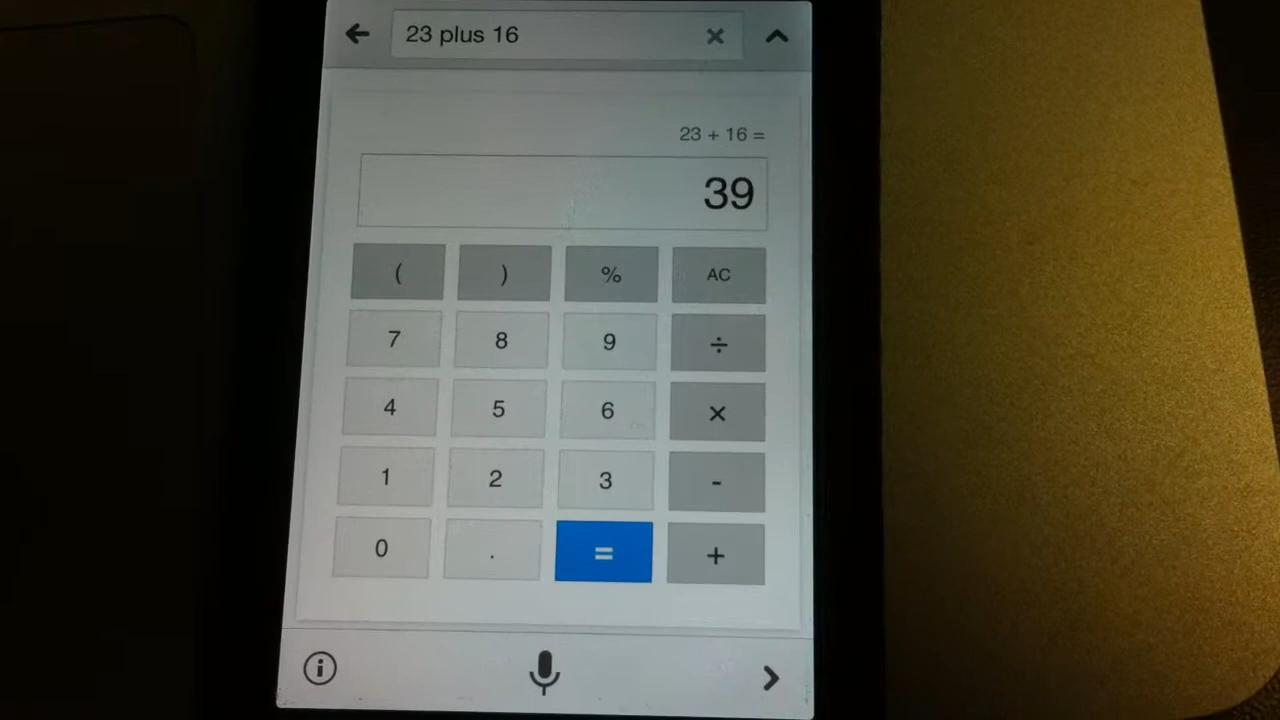 23 plus 16
23 + 16 =
39
( ) % AC
7 8 9 ÷
4 5 6 ×
1 2 3 -
0 . = +